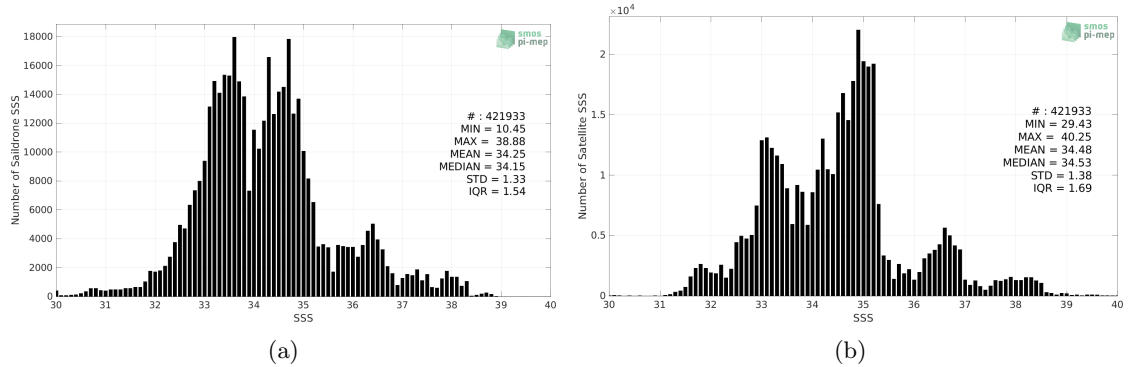 18000
16000
14000
12000
10000
8000
6000
4000
2000
0
Number of Saildrone SSS
smos
pi-mep
# : 421933
MIN = 10.45
MAX = 38.88
MEAN = 34.25
MEDIAN = 34.15
STD = 1.33
IQR = 1.54
30 31 32 33 34 35 36 37 38 39 40
SSS
(a)
×10⁴
2
1.5
1
0.5
0
Number of Satellite SSS
smos
pi-mep
# : 421933
MIN = 29.43
MAX = 40.25
MEAN = 34.48
MEDIAN = 34.53
STD = 1.38
IQR = 1.69
30 31 32 33 34 35 36 37 38 39 40
SSS
(b)